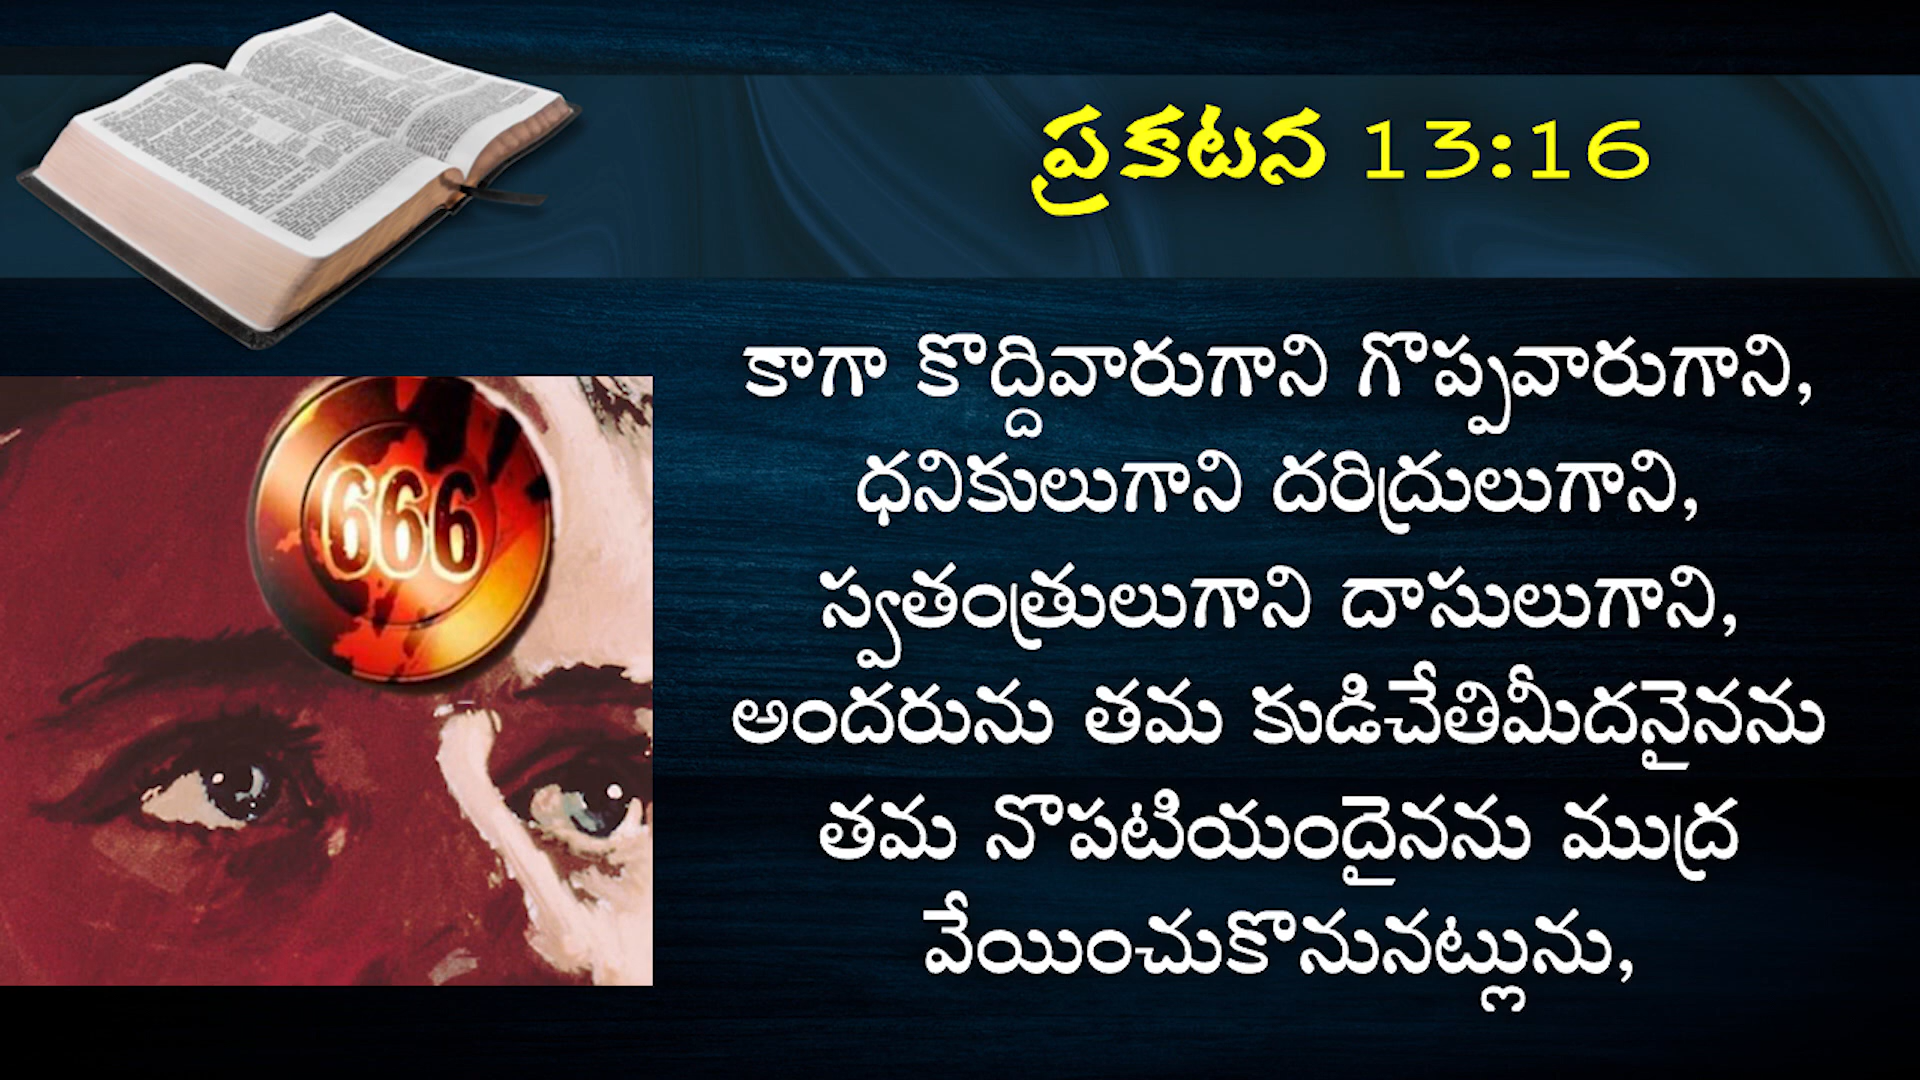 ప్రకటన 13:16
కాగా కొద్దివారుగాని గొప్పవారుగాని,
ధనికులుగాని దరిద్రులుగాని,
స్వతంత్రులుగాని దాసులుగాని,
అందరును తమ కుడిచేతిమీదనైనను
తమ నొసటియందైనను ముద్ర
వేయించుకొనునట్లును,
666